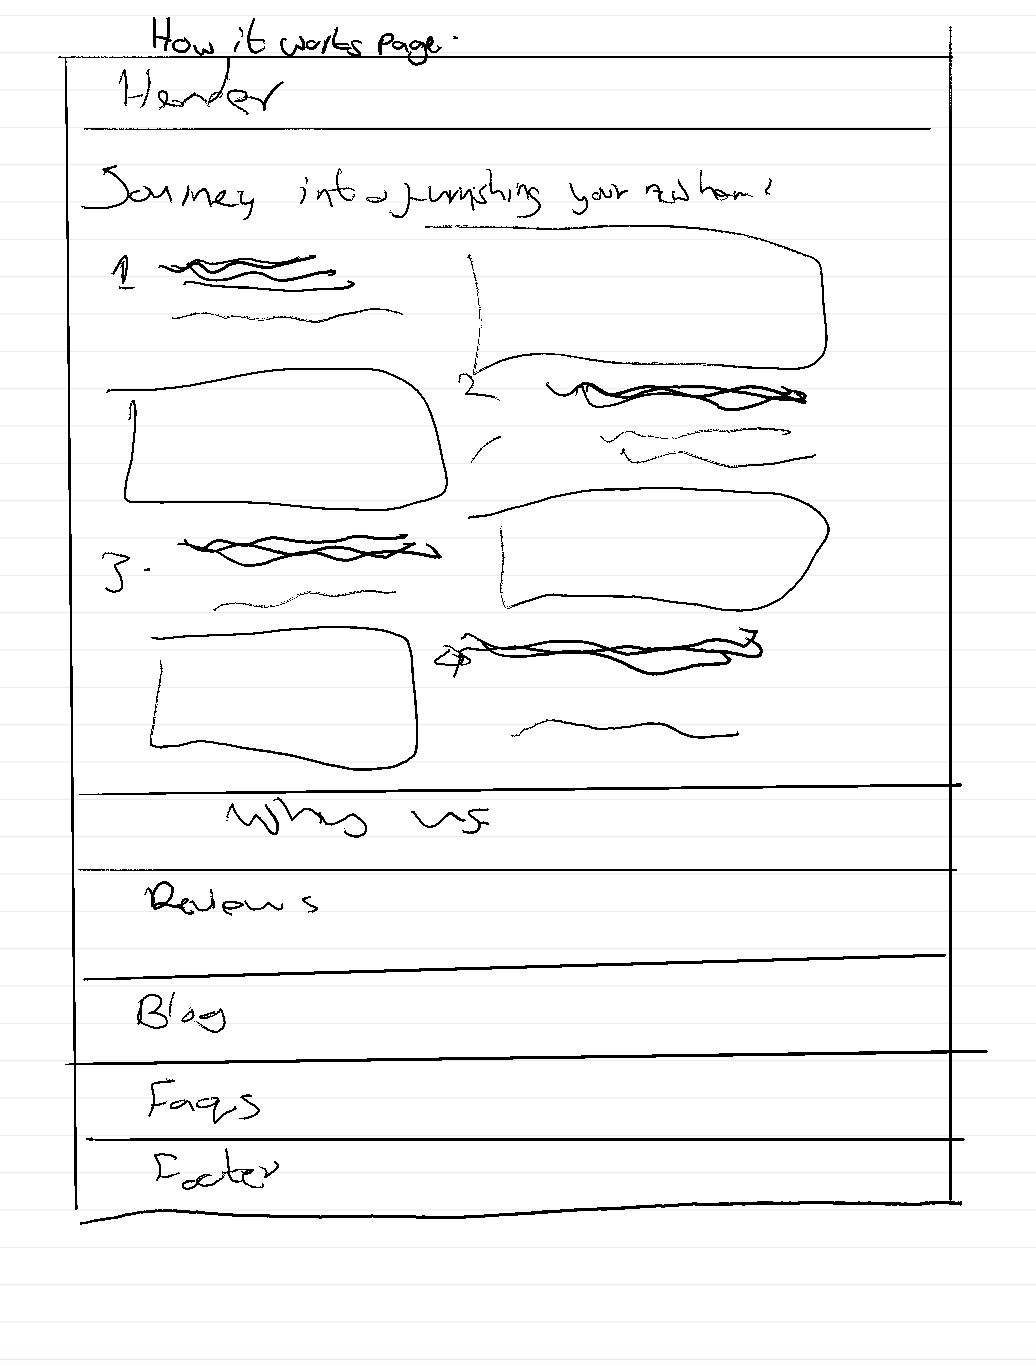 How it works page.
Header
Journey into furnishing your new home
1
2
3.
4
Why us
Reviews
Blog
Faqs
Footer